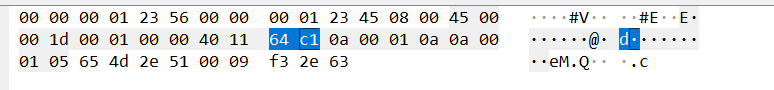 00 00 00 01 23 56 00 00 00 01 23 45 08 00 45 00 ····#V·· ··#E··E·
00 1d 00 01 00 00 40 11 64 c1 0a 00 01 0a 0a 00 ······@· d·······
01 05 65 4d 2e 51 00 09 f3 2e 63 ··eM.Q·· ·.c